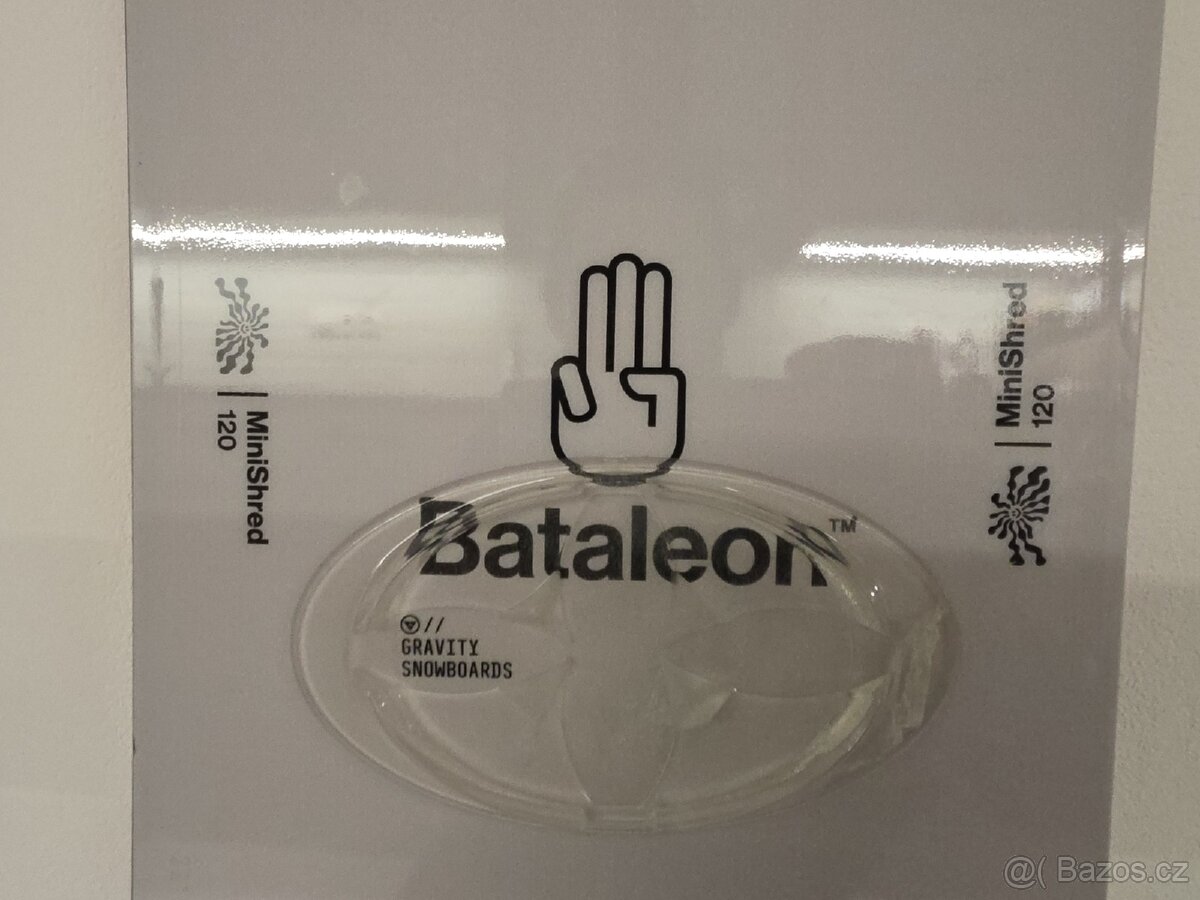 MiniShred
120
MiniShred
120
Bataleon™
//
GRAVITY
SNOWBOARDS
@( Bazos.cz